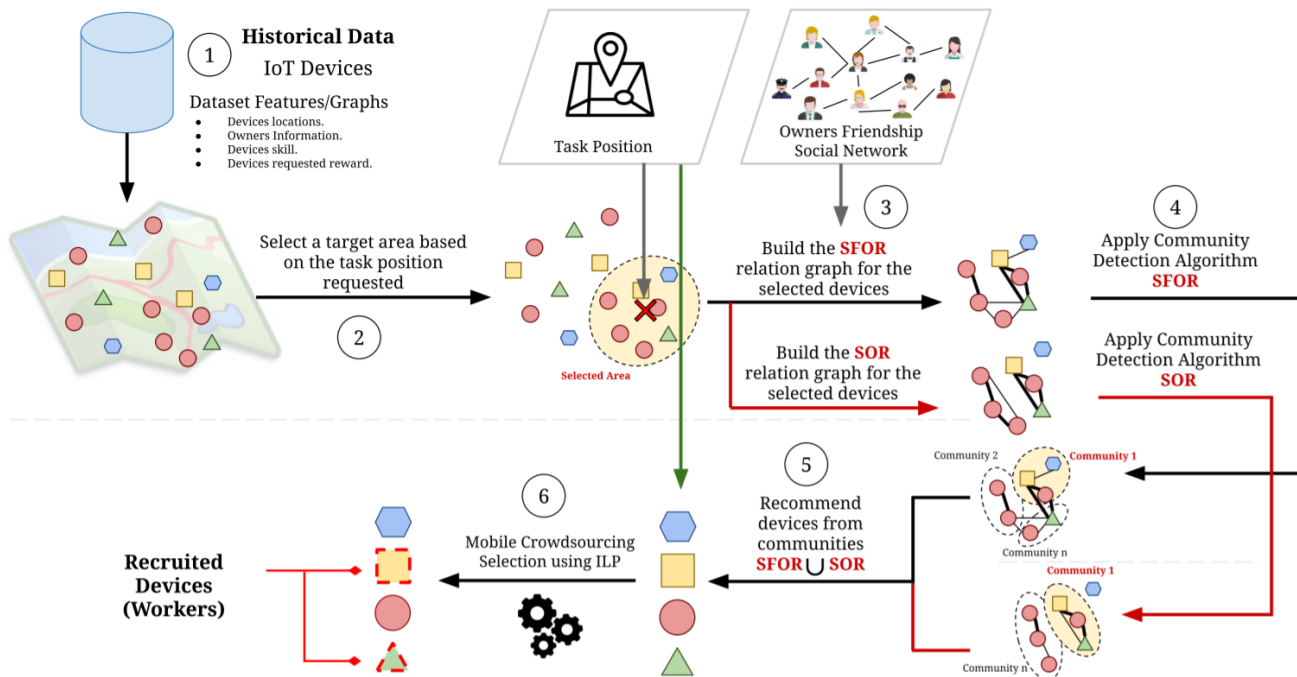 1
Historical Data
IoT Devices
Dataset Features/Graphs
● Devices locations.
● Owners Information.
● Devices skill.
● Devices requested reward.
Task Position
Owners Friendship
Social Network
Select a target area based
on the task position
requested
2
Selected Area
3
Build the SFOR
relation graph for the
selected devices
Build the SOR
relation graph for the
selected devices
4
Apply Community
Detection Algorithm
SFOR
Apply Community
Detection Algorithm
SOR
Community 2
Community 1
Community n
Community 1
Community n
5
Recommend
devices from
communities
SFOR ∪ SOR
6
Mobile Crowdsourcing
Selection using ILP
Recruited
Devices
(Workers)